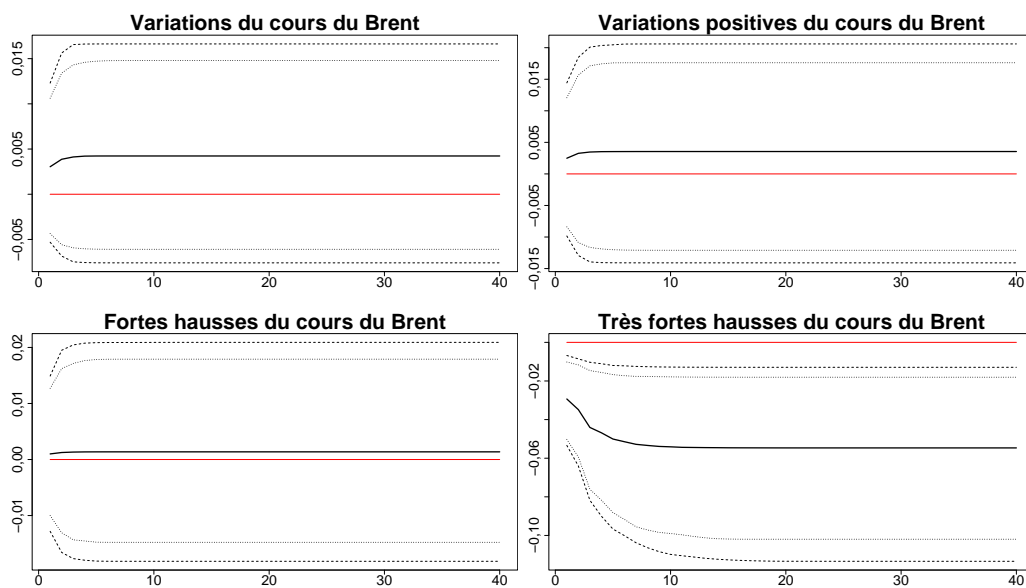 Variations du cours du Brent
Variations positives du cours du Brent
0,015
0,005
−0,005
0 10 20 30 40
0,015
0,005
−0,005
−0,015
0 10 20 30 40
Fortes hausses du cours du Brent
Très fortes hausses du cours du Brent
0,02
0,00
−0,01
0 10 20 30 40
−0,02
−0,06
−0,10
0 10 20 30 40